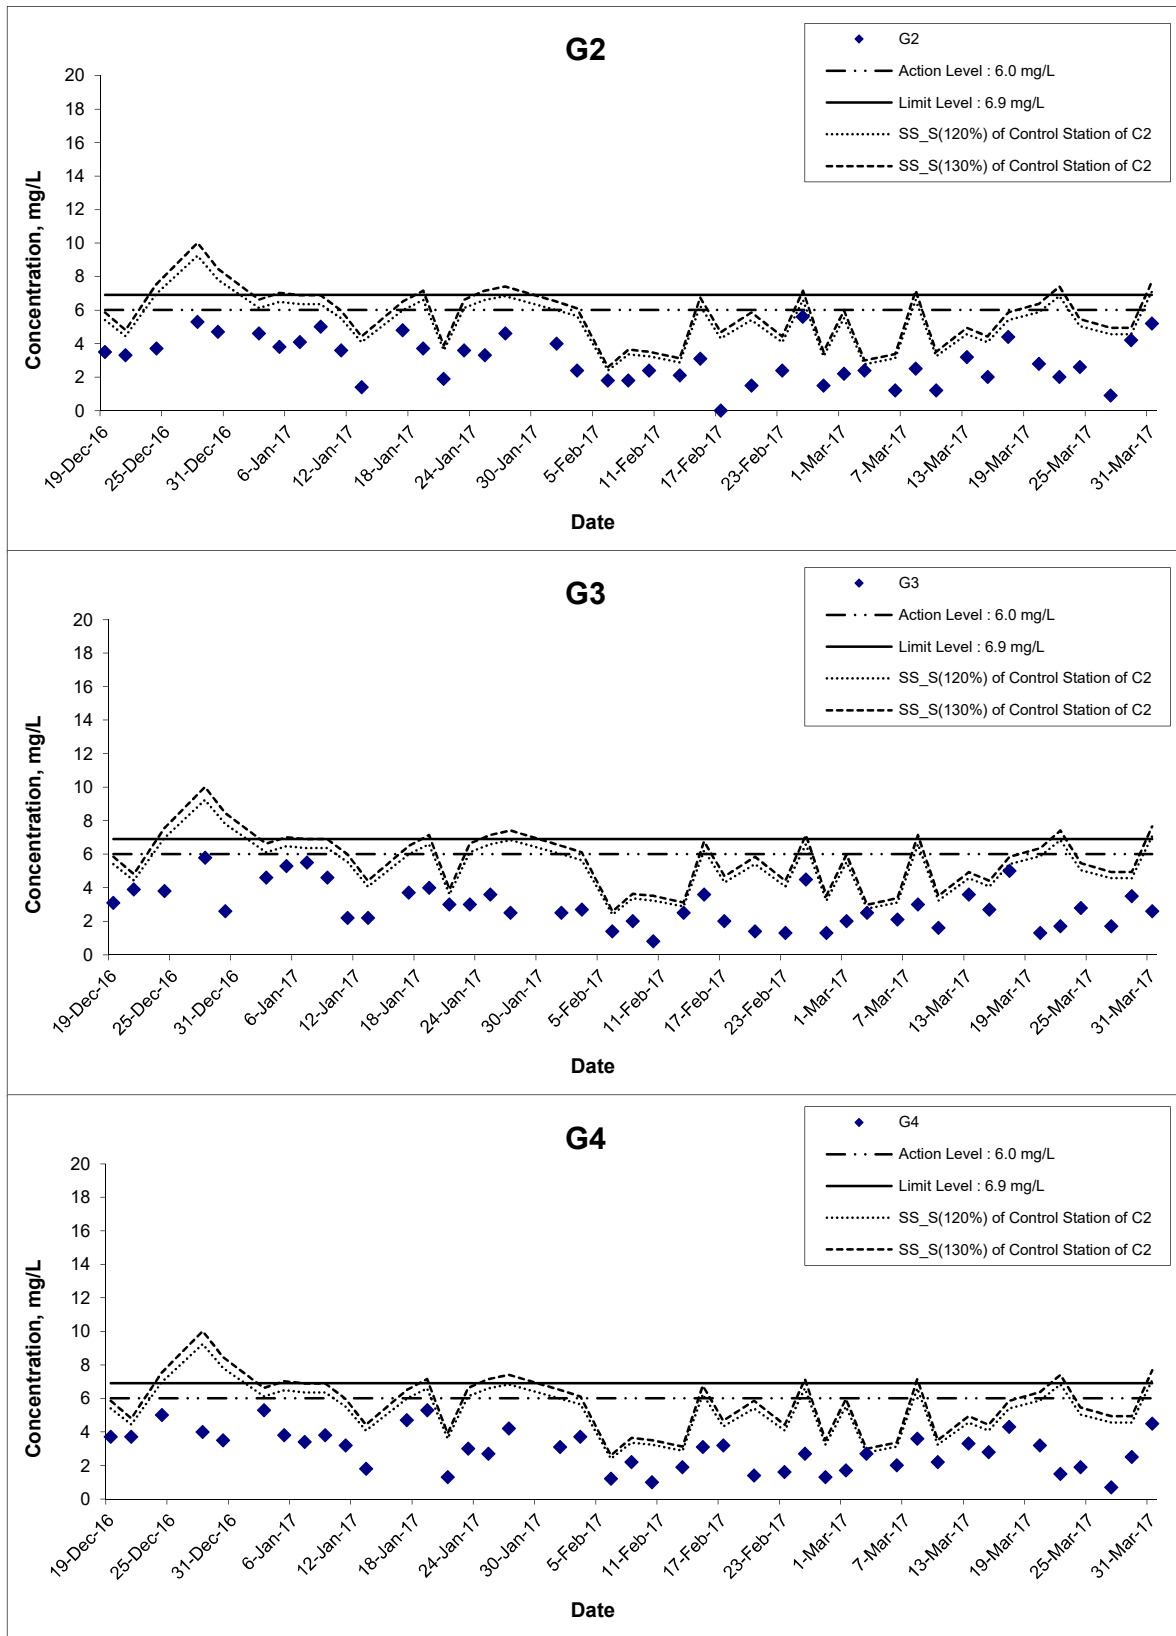 G2
G2
Action Level : 6.0 mg/L
Limit Level : 6.9 mg/L
SS_S(120%) of Control Station of C2
SS_S(130%) of Control Station of C2
Concentration, mg/L
20
18
16
14
12
10
8
6
4
2
0
19-Dec-16
25-Dec-16
31-Dec-16
6-Jan-17
12-Jan-17
18-Jan-17
24-Jan-17
30-Jan-17
5-Feb-17
11-Feb-17
17-Feb-17
23-Feb-17
1-Mar-17
7-Mar-17
13-Mar-17
19-Mar-17
25-Mar-17
31-Mar-17
Date
G3
G3
Action Level : 6.0 mg/L
Limit Level : 6.9 mg/L
SS_S(120%) of Control Station of C2
SS_S(130%) of Control Station of C2
Concentration, mg/L
20
18
16
14
12
10
8
6
4
2
0
19-Dec-16
25-Dec-16
31-Dec-16
6-Jan-17
12-Jan-17
18-Jan-17
24-Jan-17
30-Jan-17
5-Feb-17
11-Feb-17
17-Feb-17
23-Feb-17
1-Mar-17
7-Mar-17
13-Mar-17
19-Mar-17
25-Mar-17
31-Mar-17
Date
G4
G4
Action Level : 6.0 mg/L
Limit Level : 6.9 mg/L
SS_S(120%) of Control Station of C2
SS_S(130%) of Control Station of C2
Concentration, mg/L
20
18
16
14
12
10
8
6
4
2
0
19-Dec-16
25-Dec-16
31-Dec-16
6-Jan-17
12-Jan-17
18-Jan-17
24-Jan-17
30-Jan-17
5-Feb-17
11-Feb-17
17-Feb-17
23-Feb-17
1-Mar-17
7-Mar-17
13-Mar-17
19-Mar-17
25-Mar-17
31-Mar-17
Date